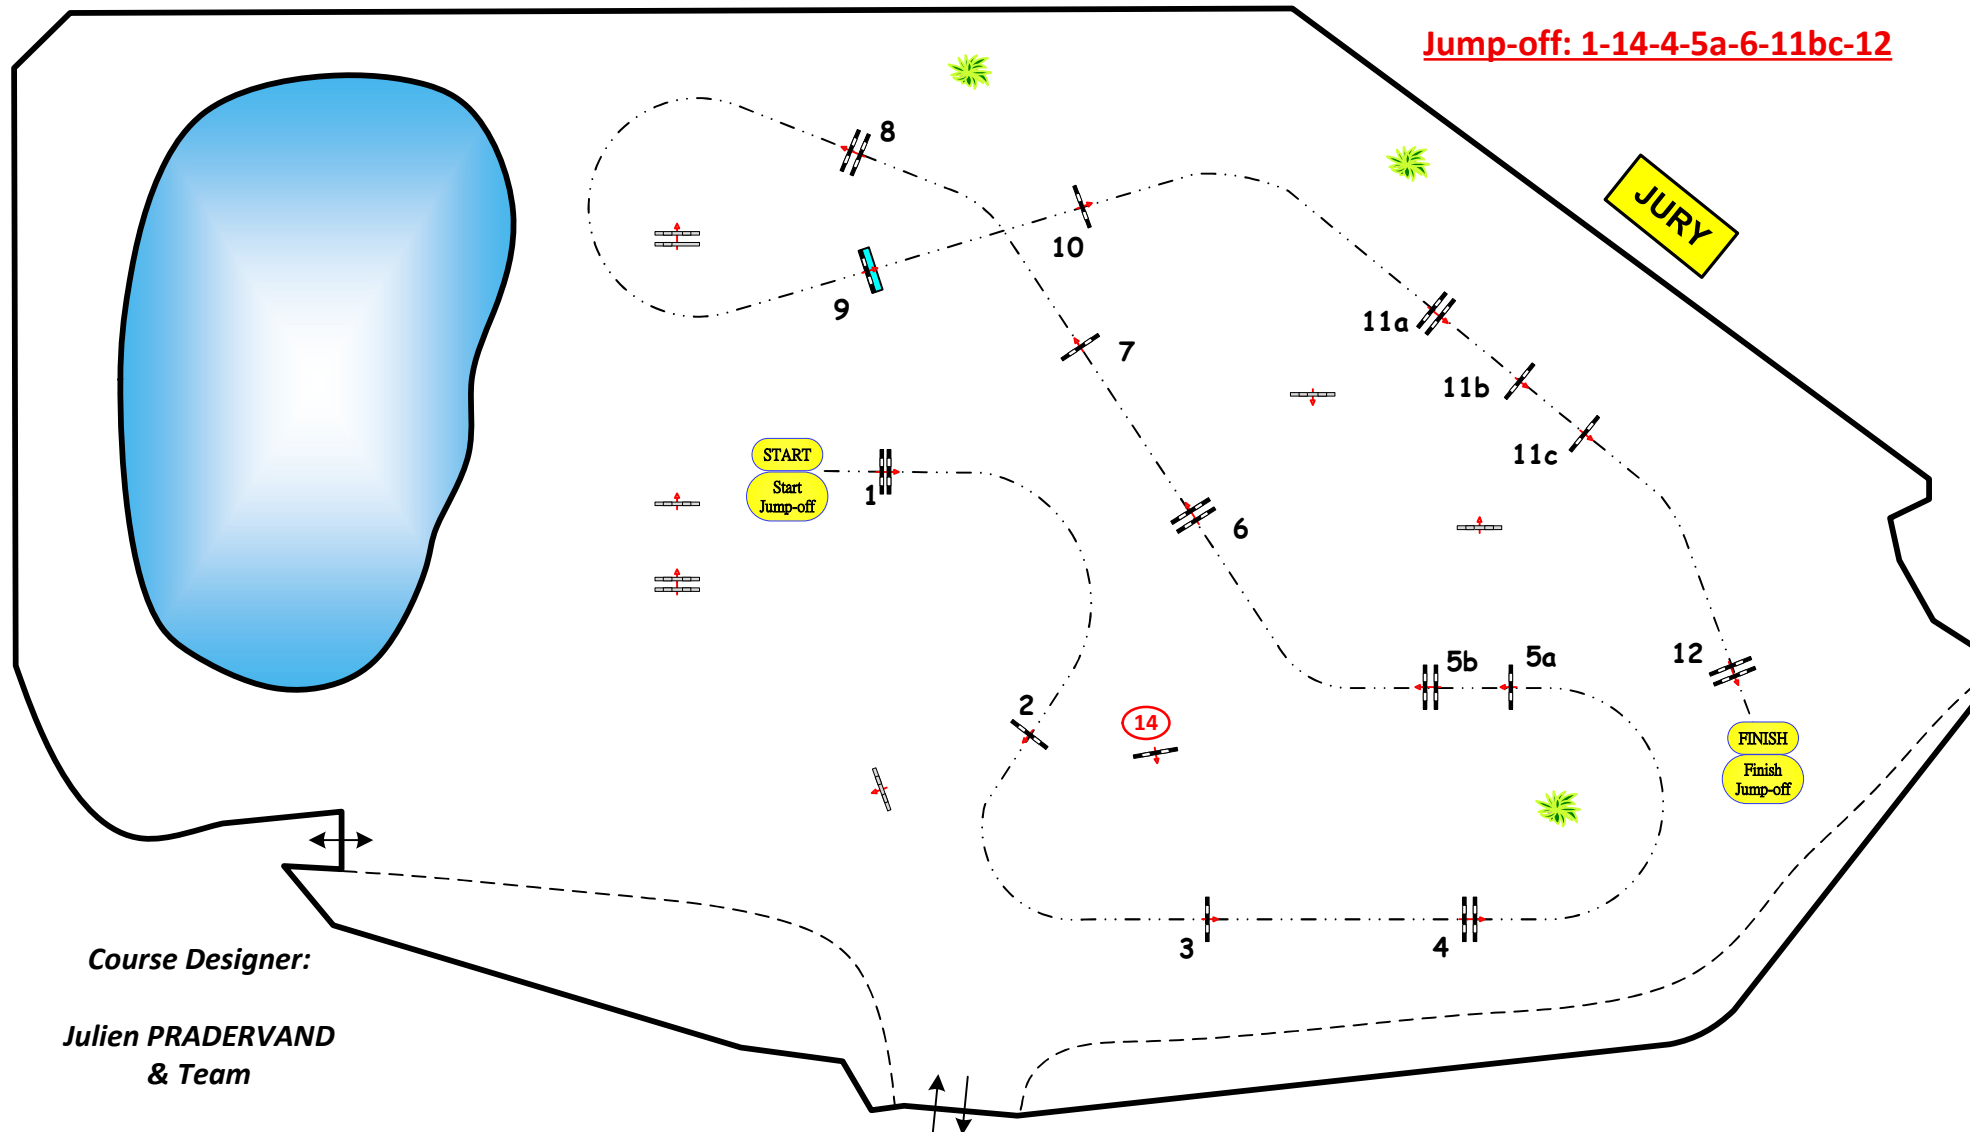 Jump-off: 1-14-4-5a-6-11bc-12
8
JURY
10
9
11a
7
11b
START
11c
Start
Jump-off
1
6
5b
5a
12
2
14
FINISH
Finish
Jump-off
3
4
Course Designer:
Julien PRADERVAND
& Team